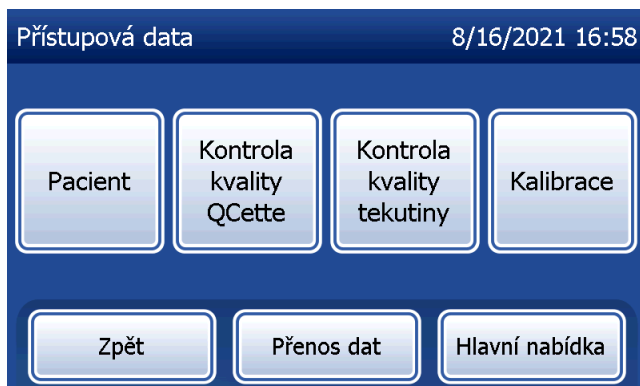 Přístupová data 8/16/2021 16:58
Pacient
Kontrola
kvality
QCette
Kontrola
kvality
tekutiny
Kalibrace
Zpět
Přenos dat
Hlavní nabídka